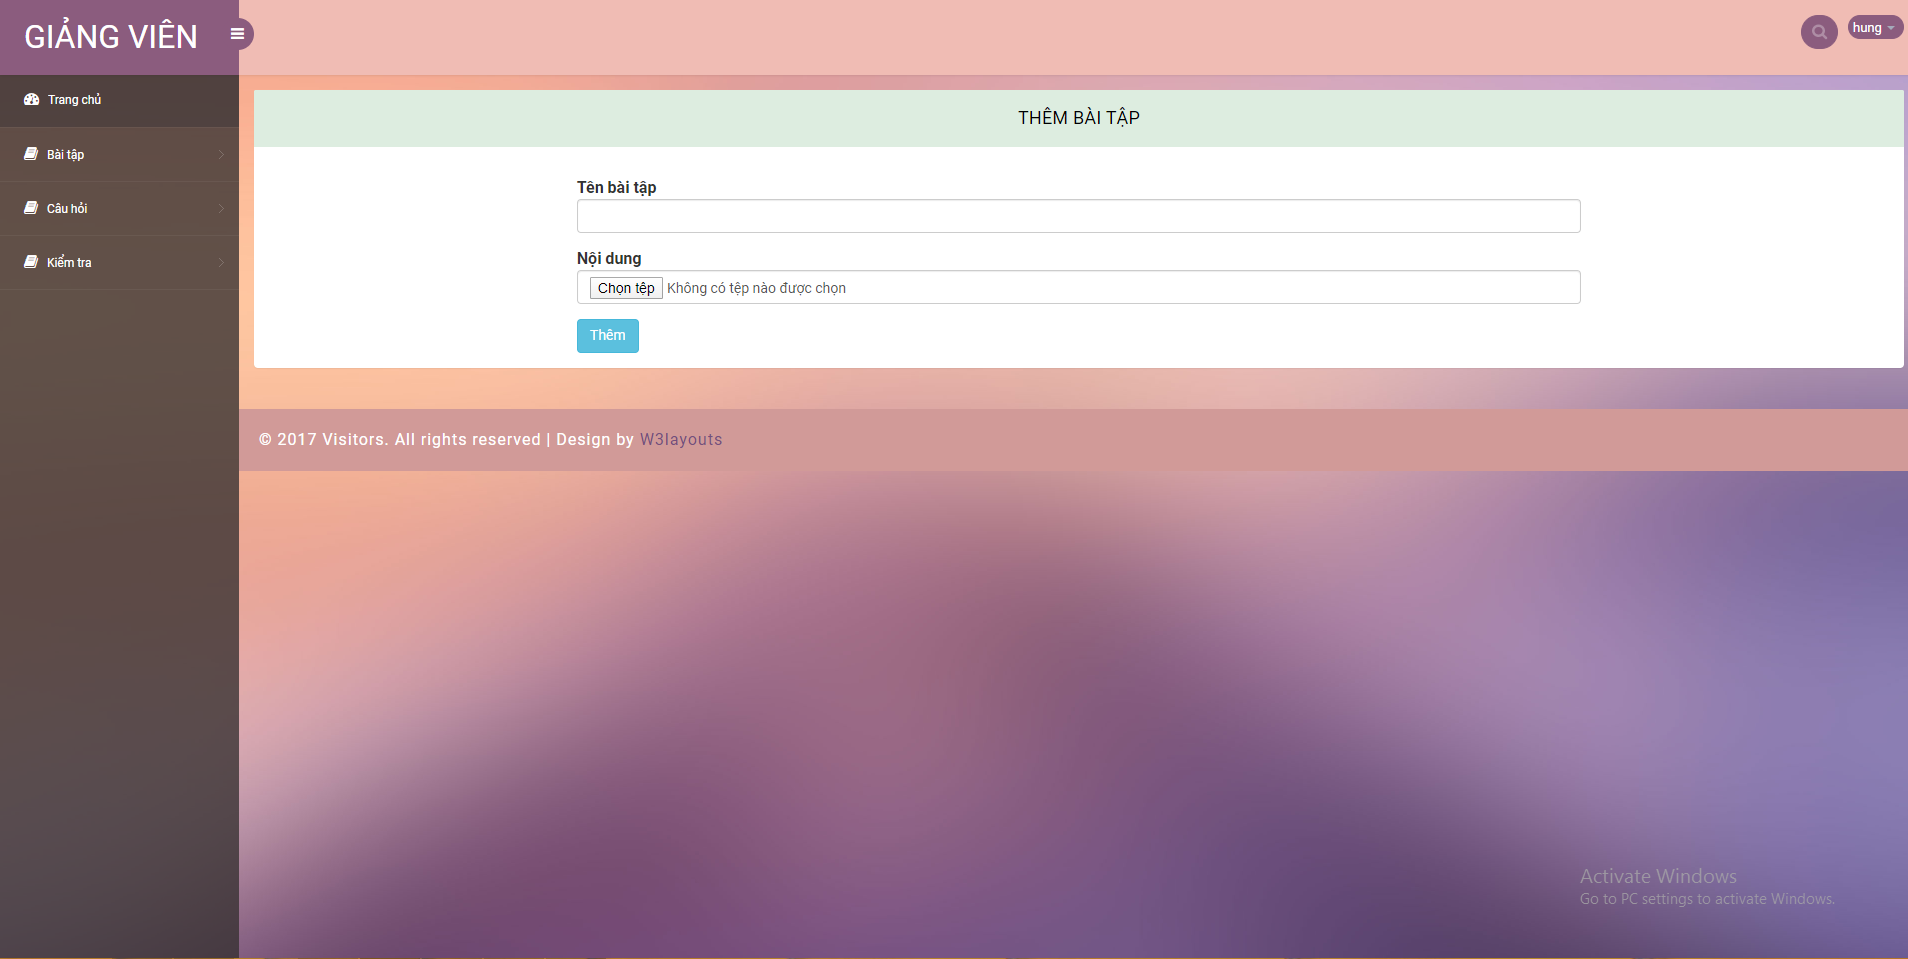 GIẢNG VIÊN
hung
Trang chủ
Bài tập
Câu hỏi
Kiểm tra
THÊM BÀI TẬP
Tên bài tập
Nội dung
Chọn tệp Không có tệp nào được chọn
Thêm
© 2017 Visitors. All rights reserved | Design by W3layouts
Activate Windows
Go to PC settings to activate Windows.